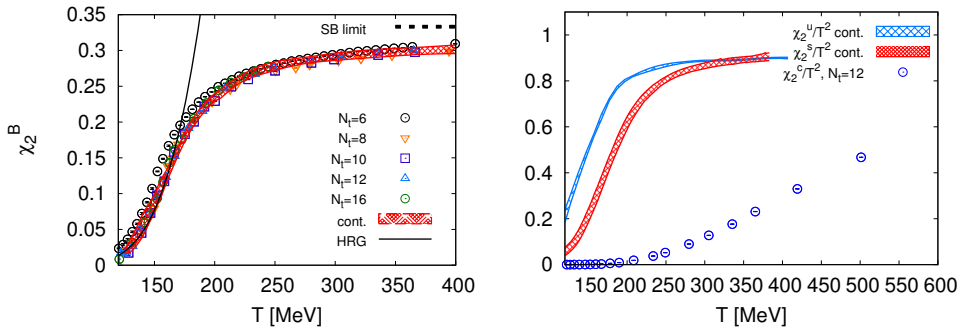 SB limit
χ₂ᴮ
0.35
0.3
0.25
0.2
0.15
0.1
0.05
0
Nₜ=6
Nₜ=8
Nₜ=10
Nₜ=12
Nₜ=16
cont.
HRG
150 200 250 300 350 400
T [MeV]
χ₂ᵘ/T² cont.
χ₂ˢ/T² cont.
χ₂ᶜ/T², Nₜ=12
1
0.8
0.6
0.4
0.2
0
150 200 250 300 350 400 450 500 550 600
T [MeV]